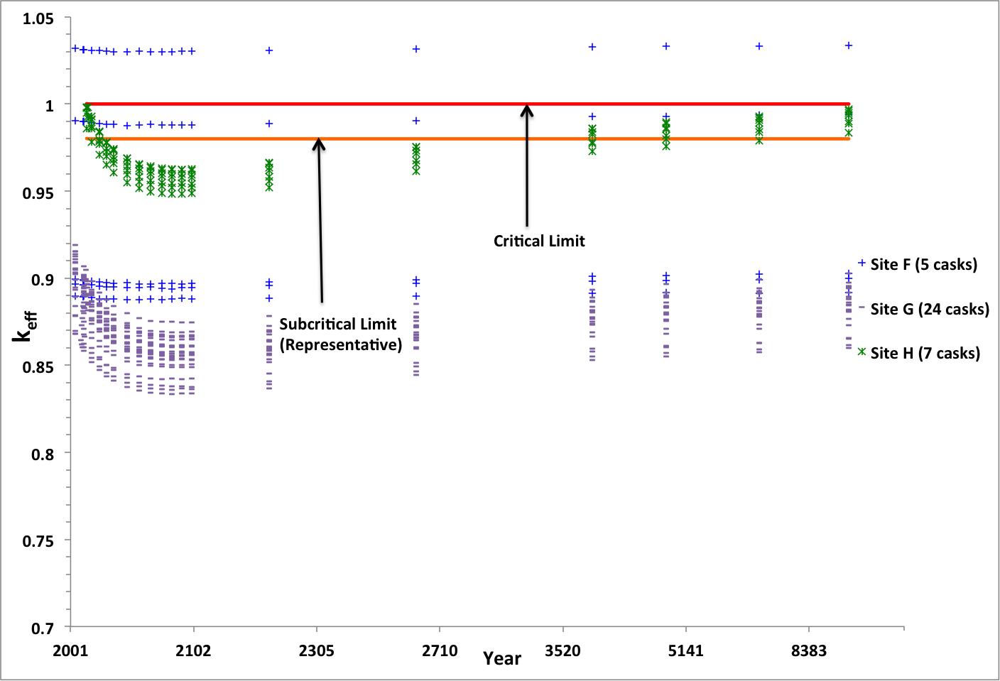 1.05
1
0.95
0.9
0.85
0.8
0.75
0.7
keff
2001
2102
2305
2710
3520
5141
8383
Year
Critical Limit
Subcritical Limit
(Representative)
Site F (5 casks)
Site G (24 casks)
Site H (7 casks)